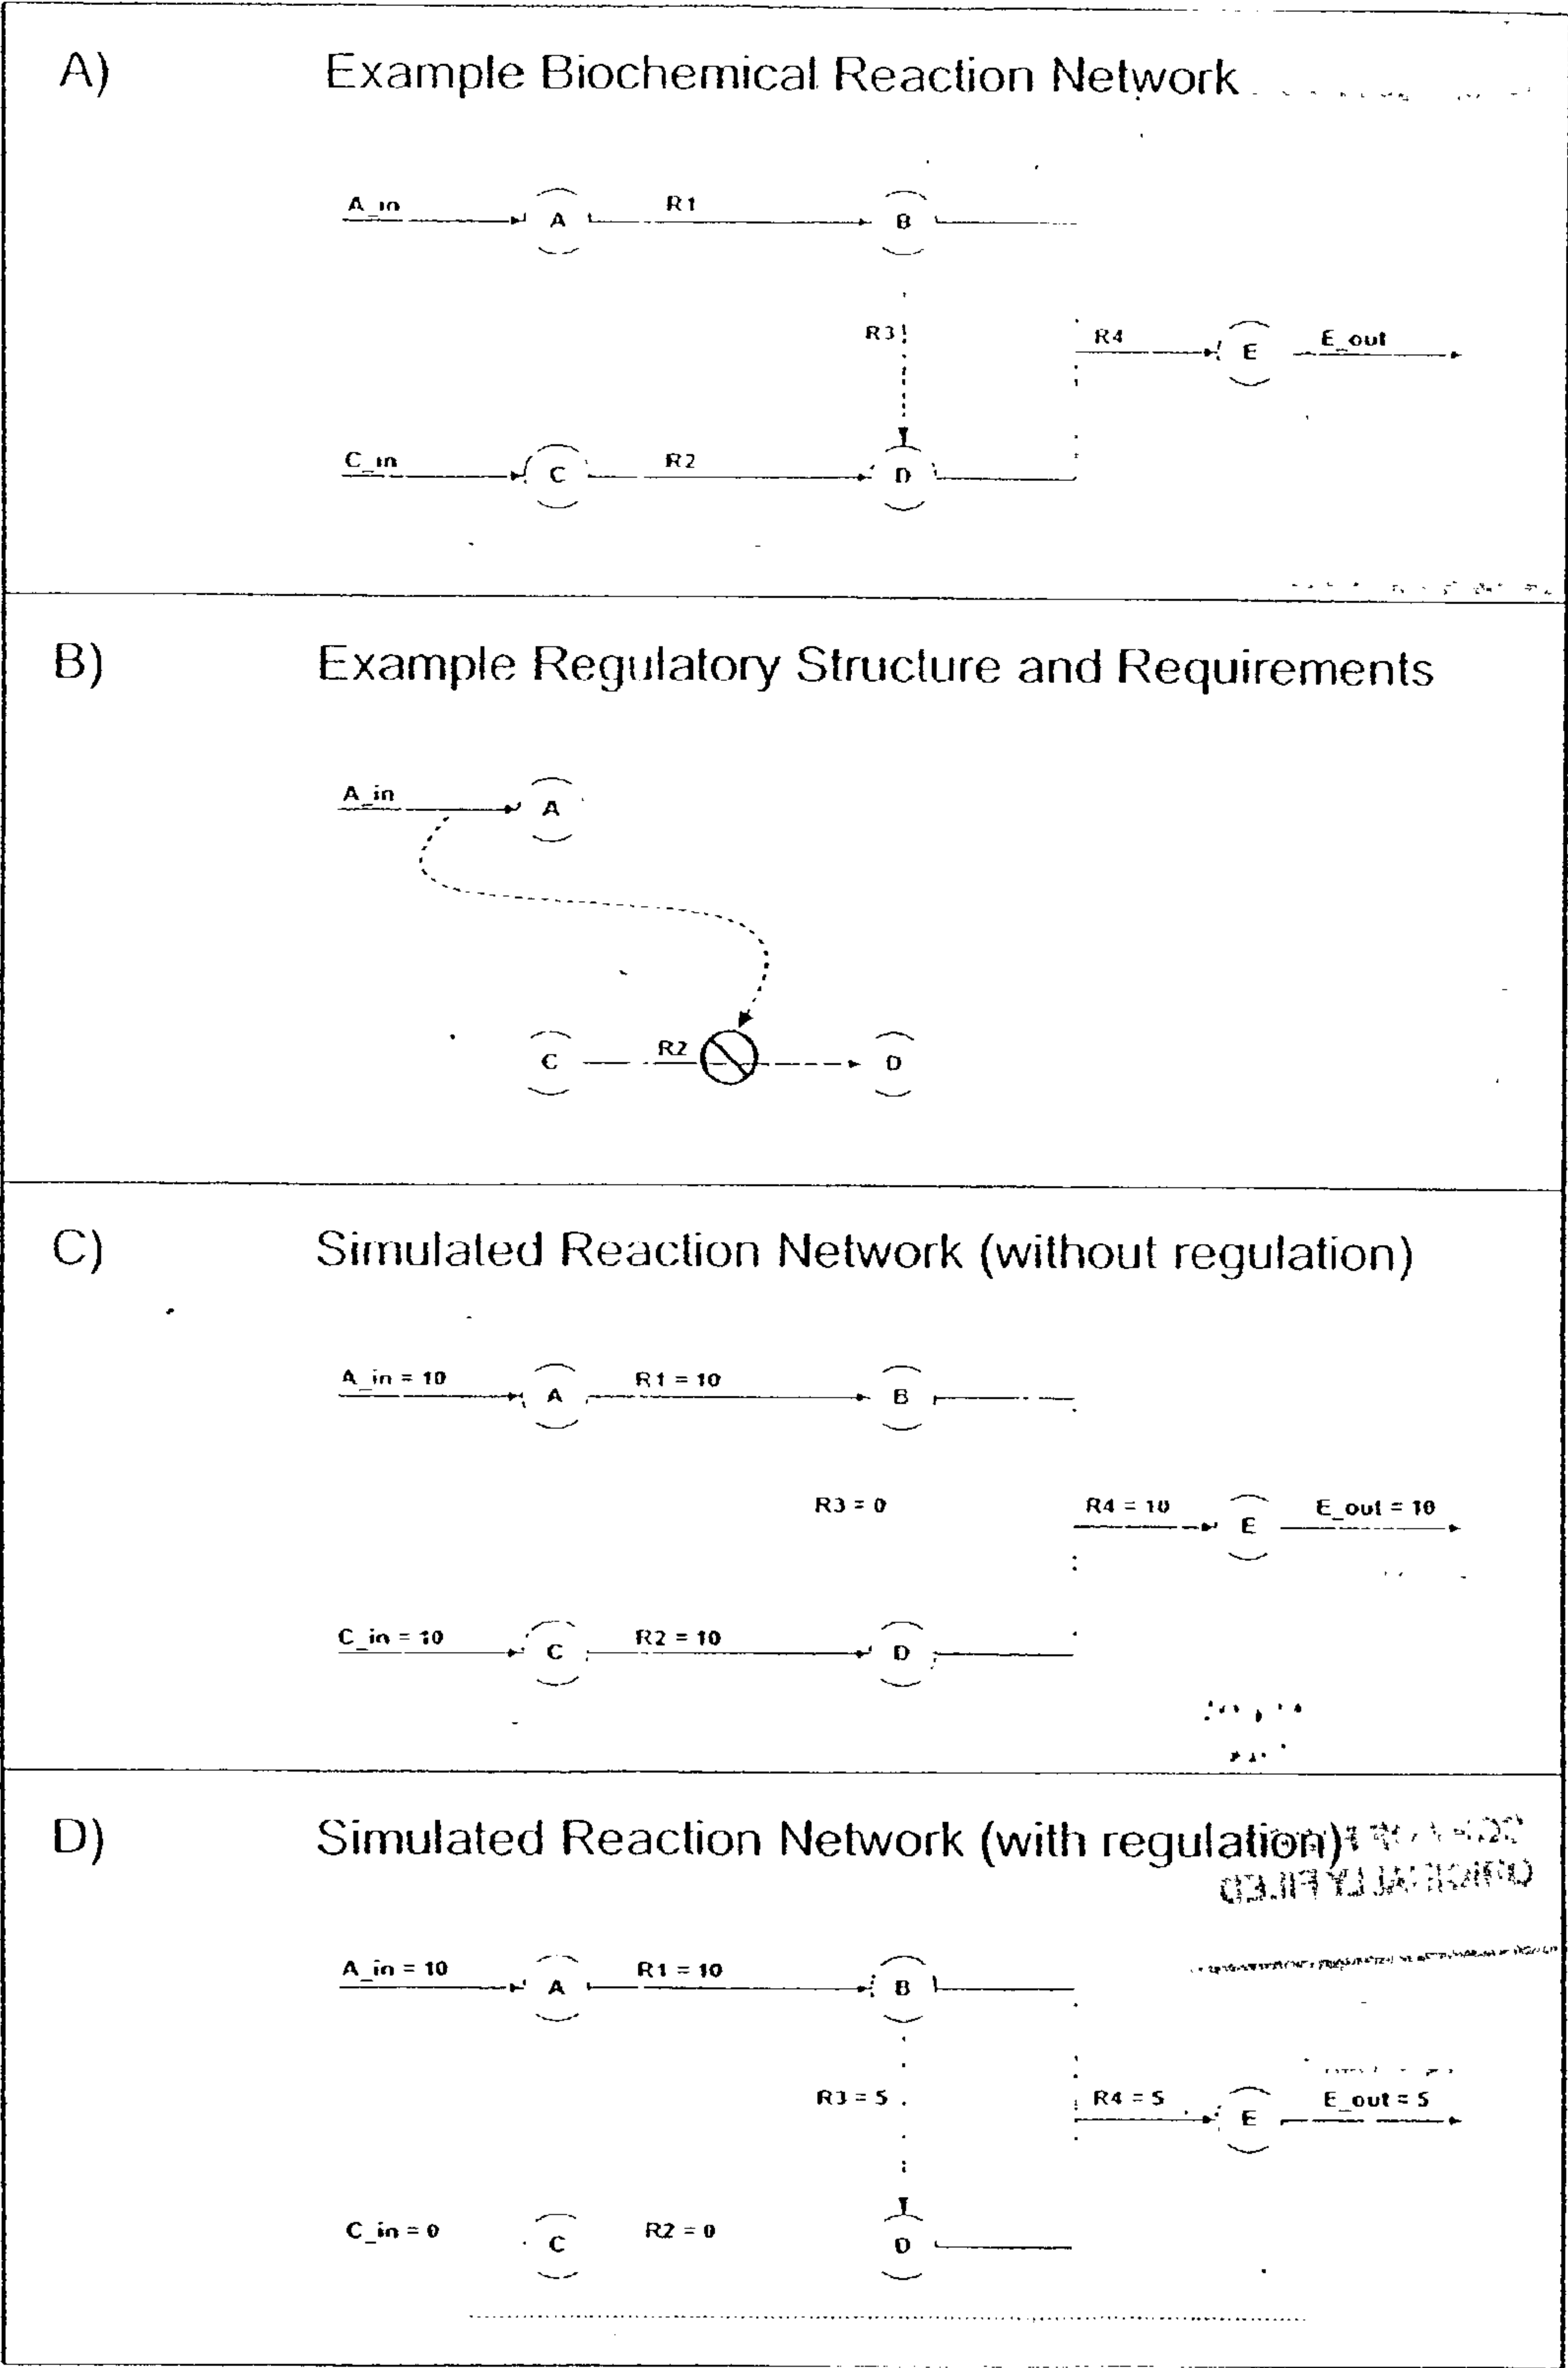 A) Example Biochemical Reaction Network
A_in A R1 B
R3 R4 E E_out
C_in C R2 D
B) Example Regulatory Structure and Requirements
A_in A
C R2 D
C) Simulated Reaction Network (without regulation)
A_in = 10 A R1 = 10 B
R3 = 0 R4 = 10 E E_out = 10
C_in = 10 C R2 = 10 D
D) Simulated Reaction Network (with regulation)
A_in = 10 A R1 = 10 B
R3 = 5 R4 = 5 E E_out = 5
C_in = 0 C R2 = 0 D